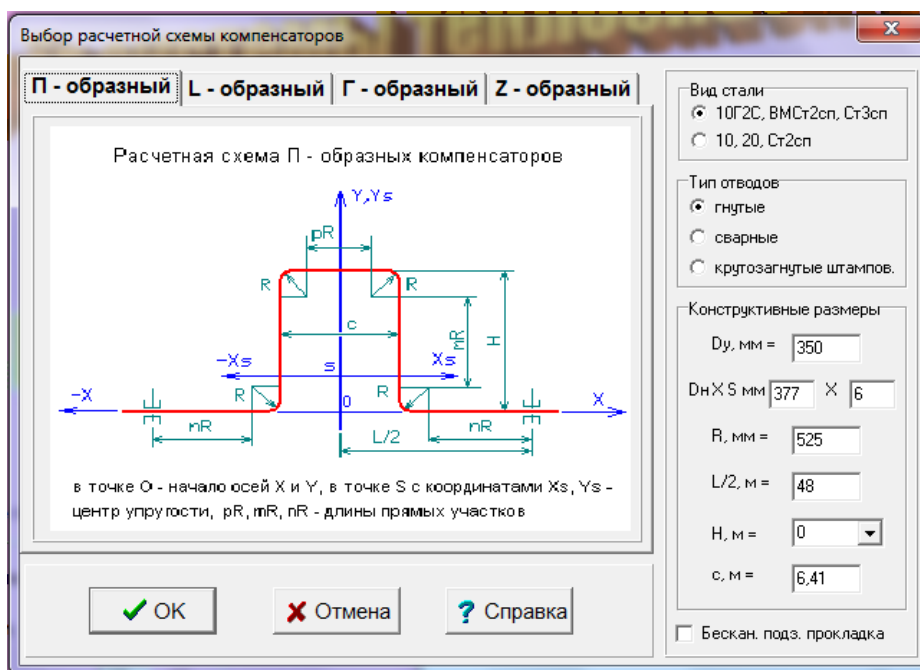 Выбор расчетной схемы компенсаторов
П - образный
L - образный
Г - образный
Z - образный
Расчетная схема П - образных компенсаторов
Y,Ys
pR
R
R
c
H
mR
-Xs
s
Xs
-X
R
R
0
X
nR
L/2
nR
в точке О - начало осей X и Y, в точке S с координатами Xs, Ys -
центр упругости, pR, mR, nR - длины прямых участков
OK
Отмена
? Справка
Вид стали
10Г2С, ВМСт2сп, Ст3сп
10, 20, Ст2сп
Тип отводов
гнутые
сварные
крутозагнутые штампов.
Конструктивные размеры
Dу, мм = 350
DнX S мм 377 X 6
R, мм = 525
L/2, м = 48
H, м = 0
с, м = 6,41
Бескан. подз. прокладка